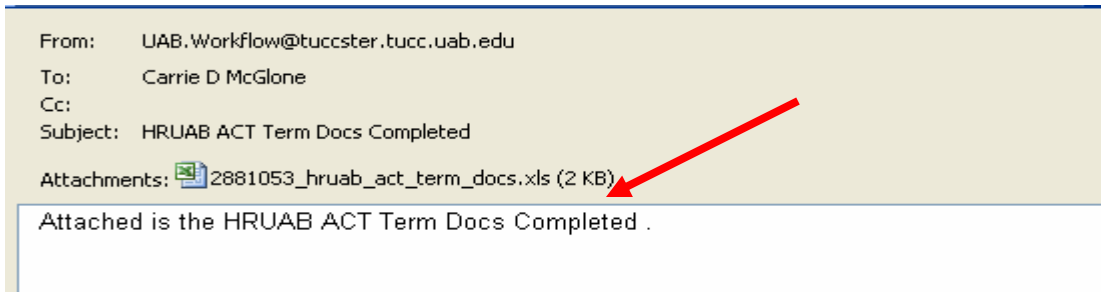 From: UAB.Workflow@tuccster.tucc.uab.edu
To: Carrie D McGlone
Cc:
Subject: HRUAB ACT Term Docs Completed
Attachments: 2881053_hruab_act_term_docs.xls (2 KB)
Attached is the HRUAB ACT Term Docs Completed .